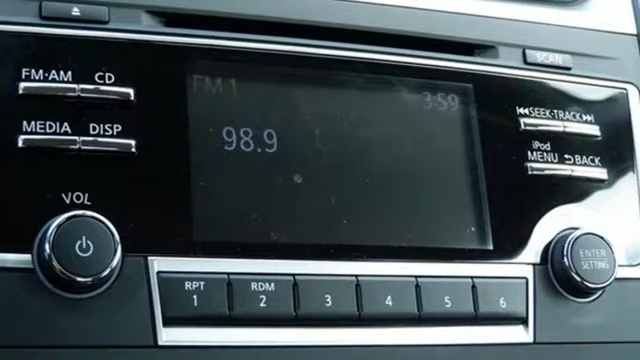 SCAN
FM·AM CD
FM 1
3:59
SEEK·TRACK
98.9
MEDIA DISP
iPod
MENU BACK
VOL
ENTER
SETTING
RPT RDM
1 2 3 4 5 6